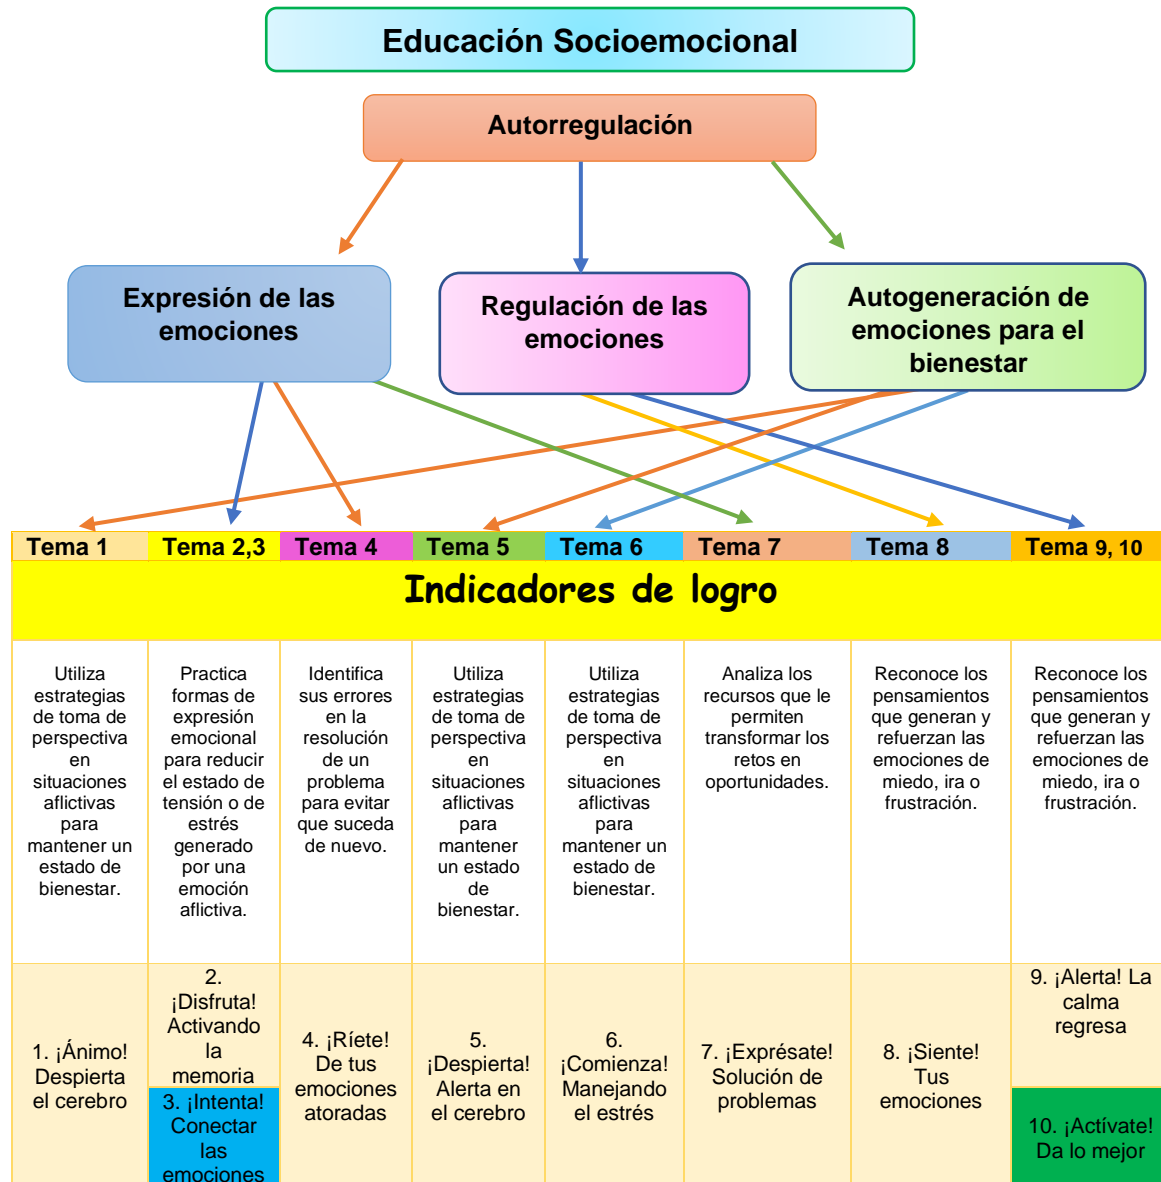 Educación Socioemocional
Autorregulación
Expresión de las
emociones
Regulación de las
emociones
Autogeneración de
emociones para el
bienestar
Tema 1
Tema 2,3
Tema 4
Tema 5
Tema 6
Tema 7
Tema 8
Tema 9, 10
Indicadores de logro
Utiliza
estrategias
de toma de
perspectiva
en
situaciones
aflictivas
para
mantener un
estado de
bienestar.
Practica
formas de
expresión
emocional
para reducir
el estado de
tensión o de
estrés
generado
por una
emoción
aflictiva.
Identifica
sus errores
en la
resolución
de un
problema
para evitar
que suceda
de nuevo.
Utiliza
estrategias
de toma de
perspectiva
en
situaciones
aflictivas
para
mantener
un estado
de
bienestar.
Utiliza
estrategias
de toma de
perspectiva
en
situaciones
aflictivas
para
mantener un
estado de
bienestar.
Analiza los
recursos que le
permiten
transformar los
retos en
oportunidades.
Reconoce los
pensamientos
que generan y
refuerzan las
emociones de
miedo, ira o
frustración.
Reconoce los
pensamientos
que generan y
refuerzan las
emociones de
miedo, ira o
frustración.
1. ¡Ánimo!
Despierta
el cerebro
2.
¡Disfruta!
Activando
la
memoria
3. ¡Intenta!
Conectar
las
emociones
4. ¡Ríete!
De tus
emociones
atoradas
5.
¡Despierta!
Alerta en
el cerebro
6.
¡Comienza!
Manejando
el estrés
7. ¡Exprésate!
Solución de
problemas
8. ¡Siente!
Tus
emociones
9. ¡Alerta! La
calma
regresa
10. ¡Actívate!
Da lo mejor